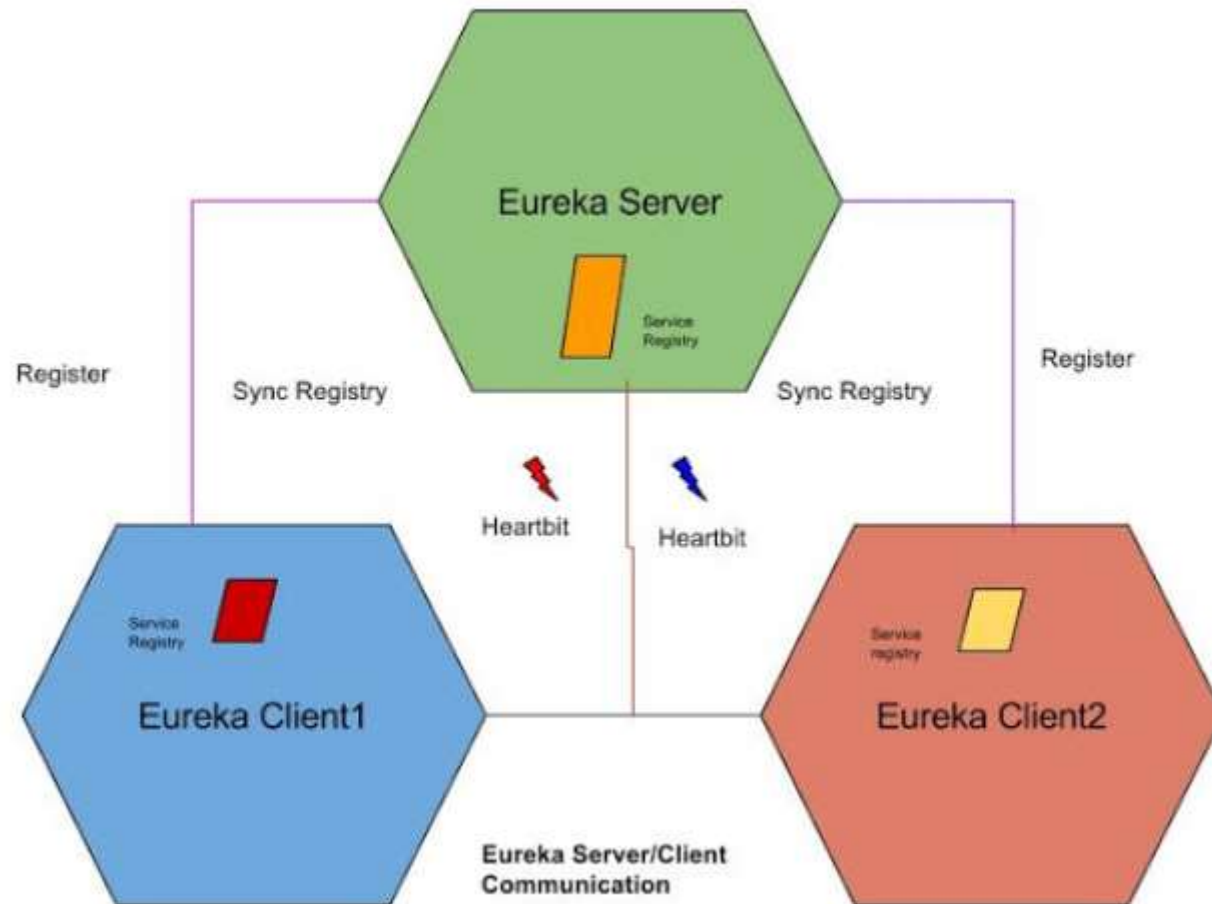 Eureka Server
Service
Registry
Register
Sync Registry
Sync Registry
Register
Heartbit
Heartbit
Service
Registry
Eureka Client1
Service
registry
Eureka Client2
Eureka Server/Client
Communication